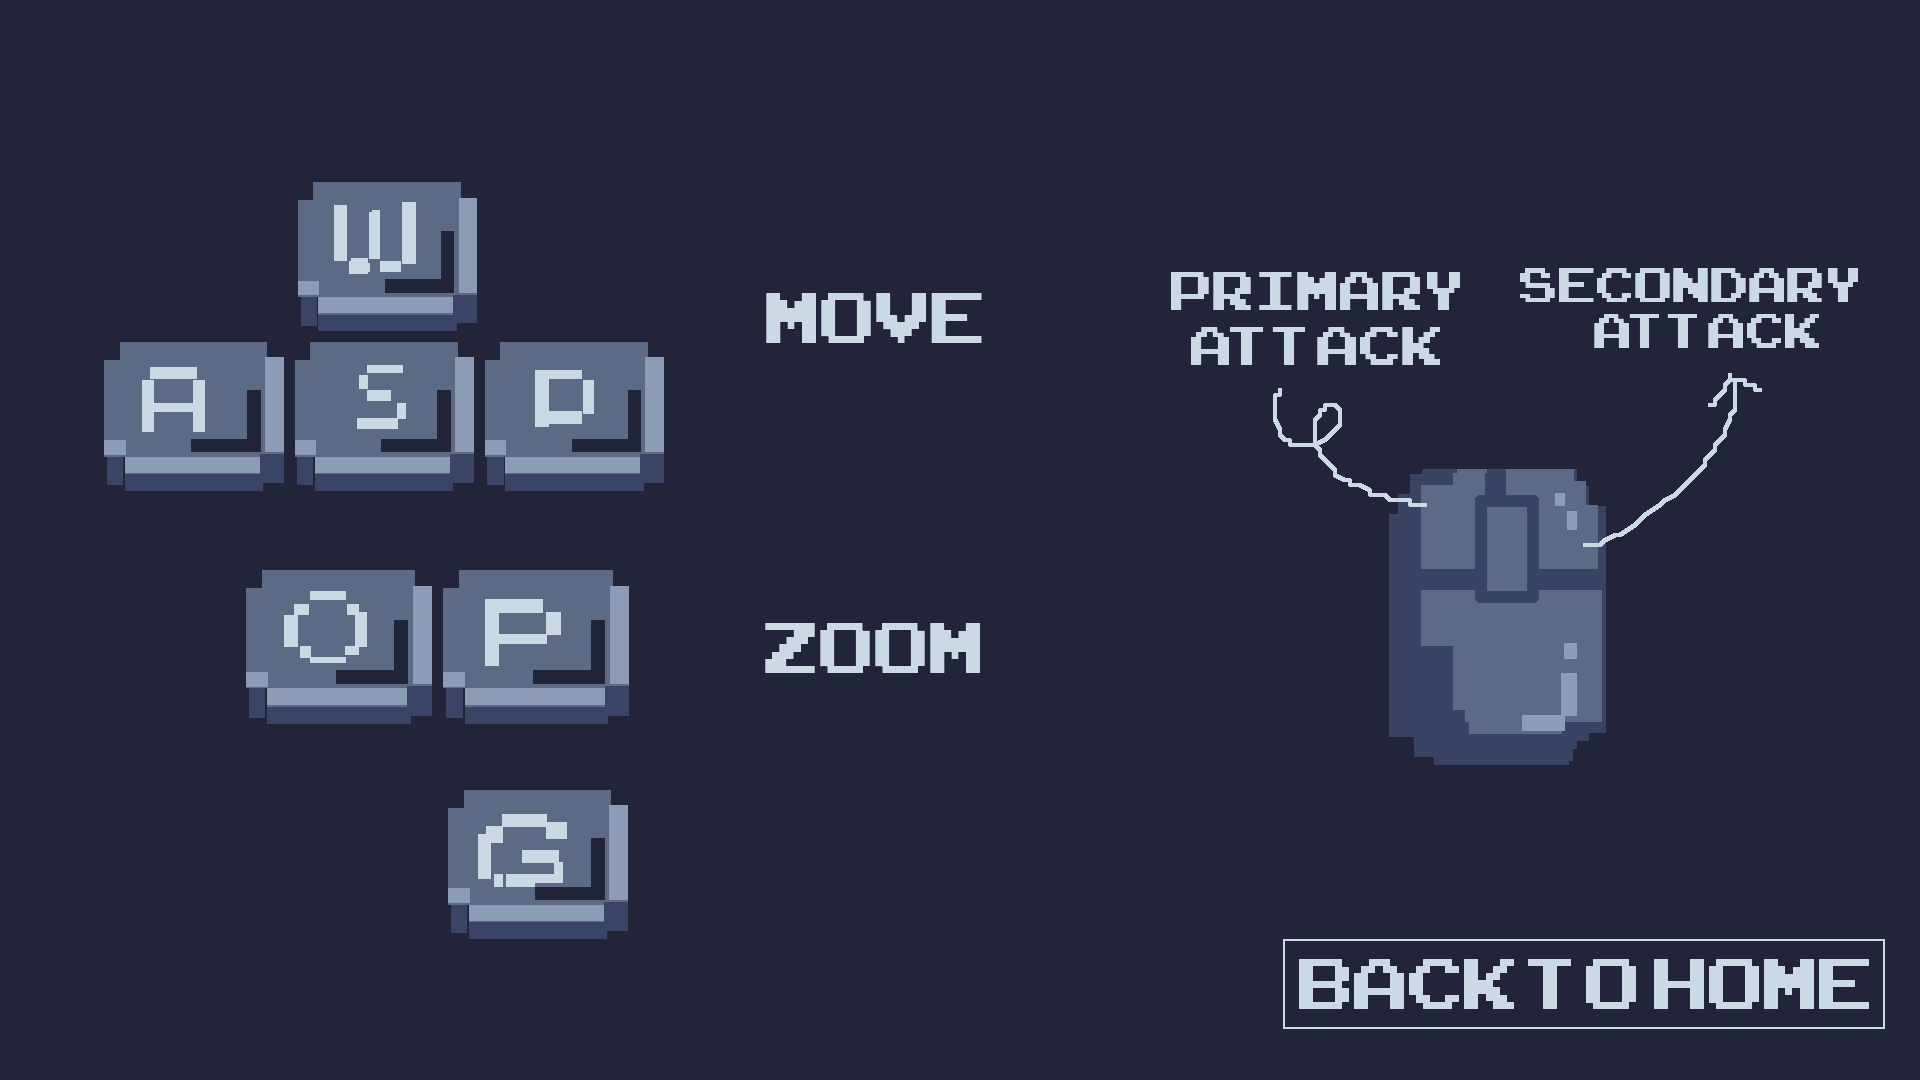 W
A S D
MOVE
PRIMARY
ATTACK
SECONDARY
ATTACK
O P
ZOOM
G
BACK TO HOME